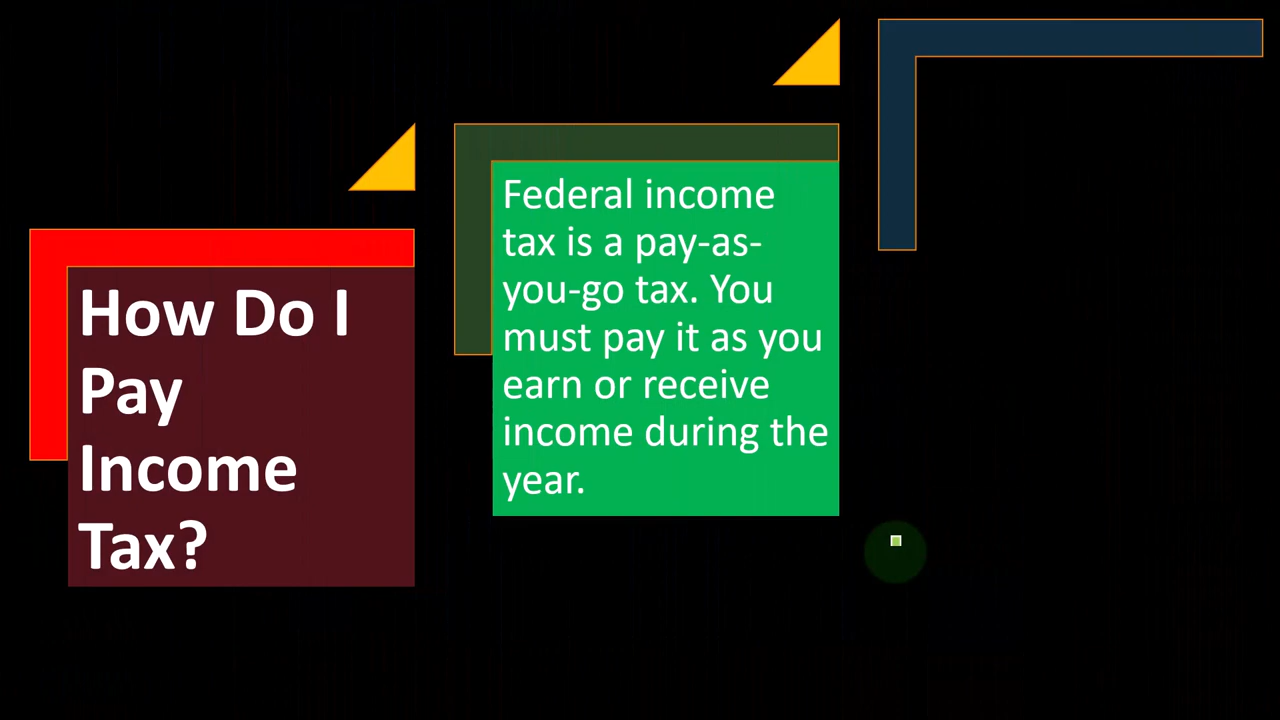 How Do I
Pay
Income
Tax?
Federal income
tax is a pay-as-
you-go tax. You
must pay it as you
earn or receive
income during the
year.